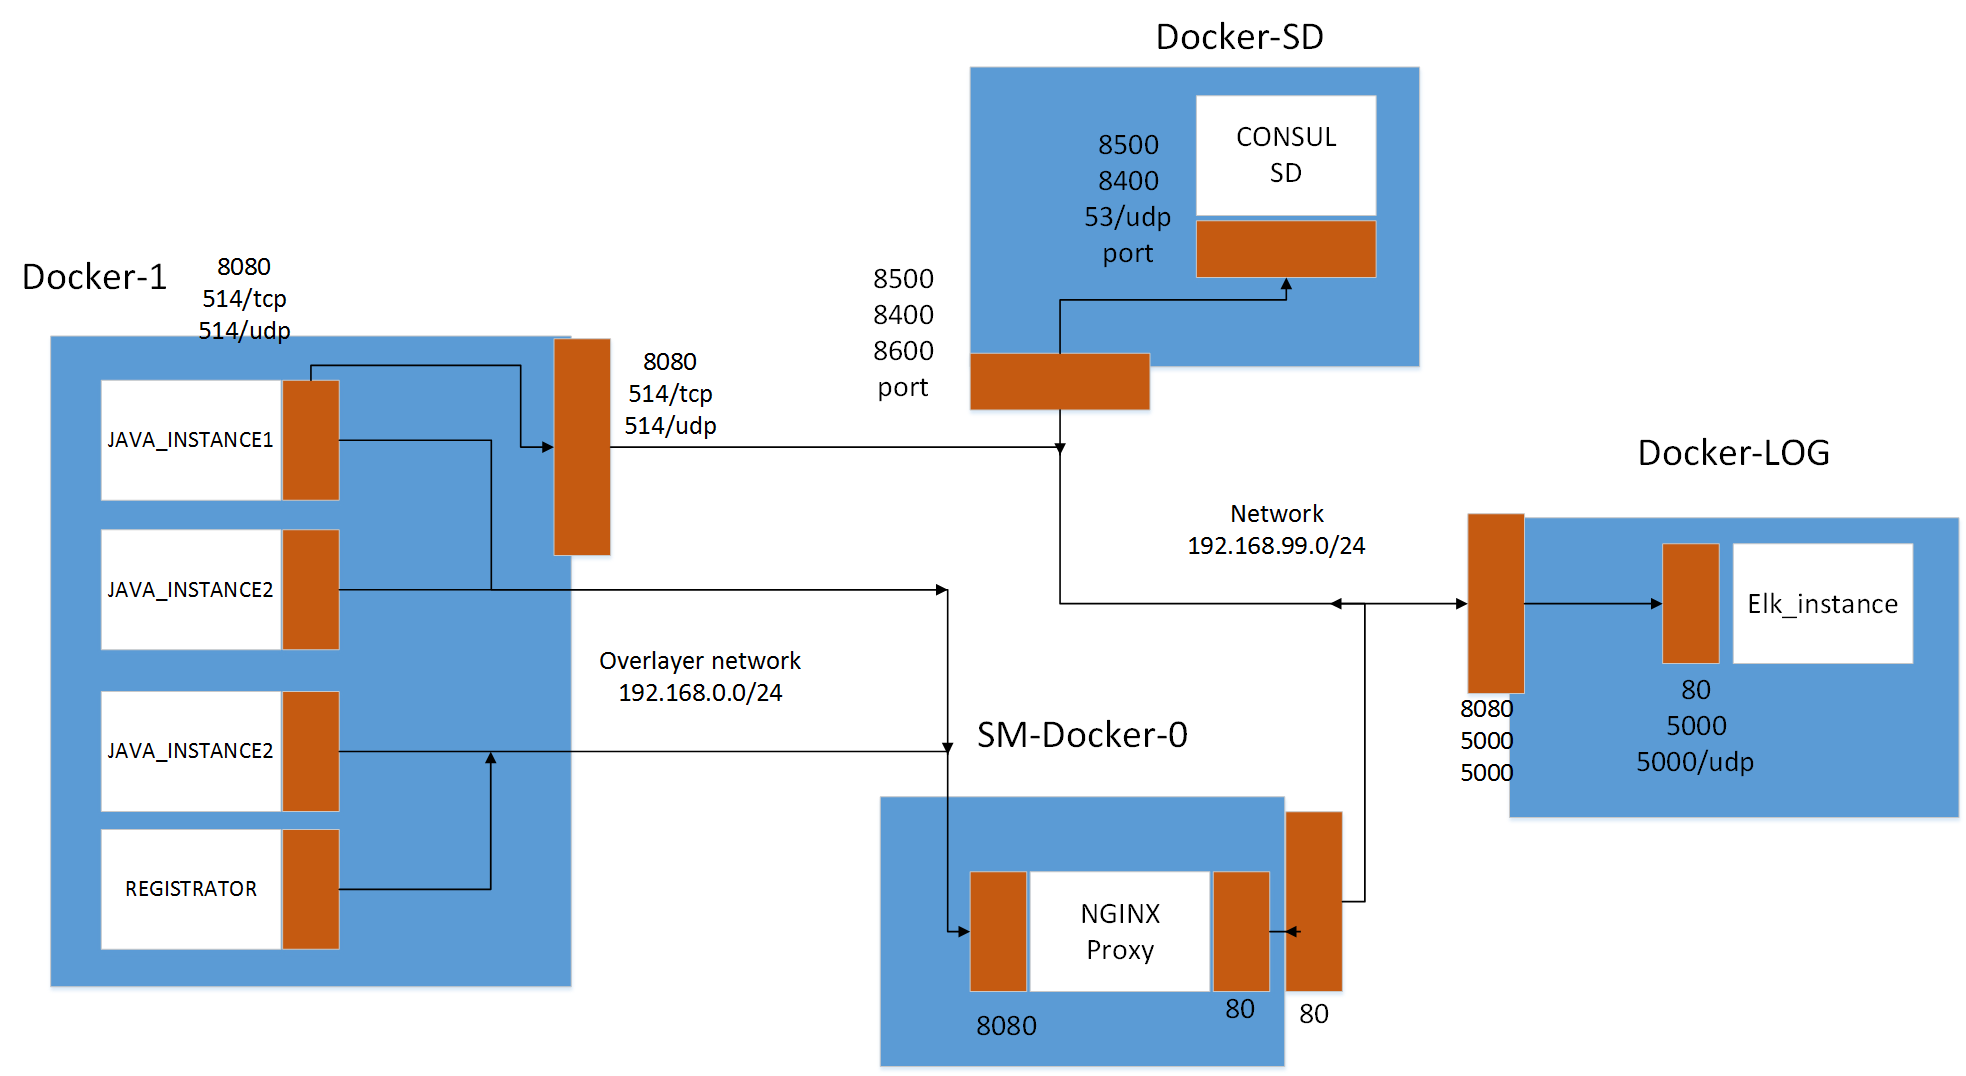 Docker-SD
CONSUL
SD
8500
8400
53/udp
port
8500
8400
8600
port
Docker-1
8080
514/tcp
514/udp
8080
514/tcp
514/udp
JAVA_INSTANCE1
JAVA_INSTANCE2
JAVA_INSTANCE2
REGISTRATOR
Overlayer network
192.168.0.0/24
Network
192.168.99.0/24
Docker-LOG
Elk_instance
80
5000
5000/udp
8080
5000
5000
SM-Docker-0
NGINX
Proxy
8080
80
80